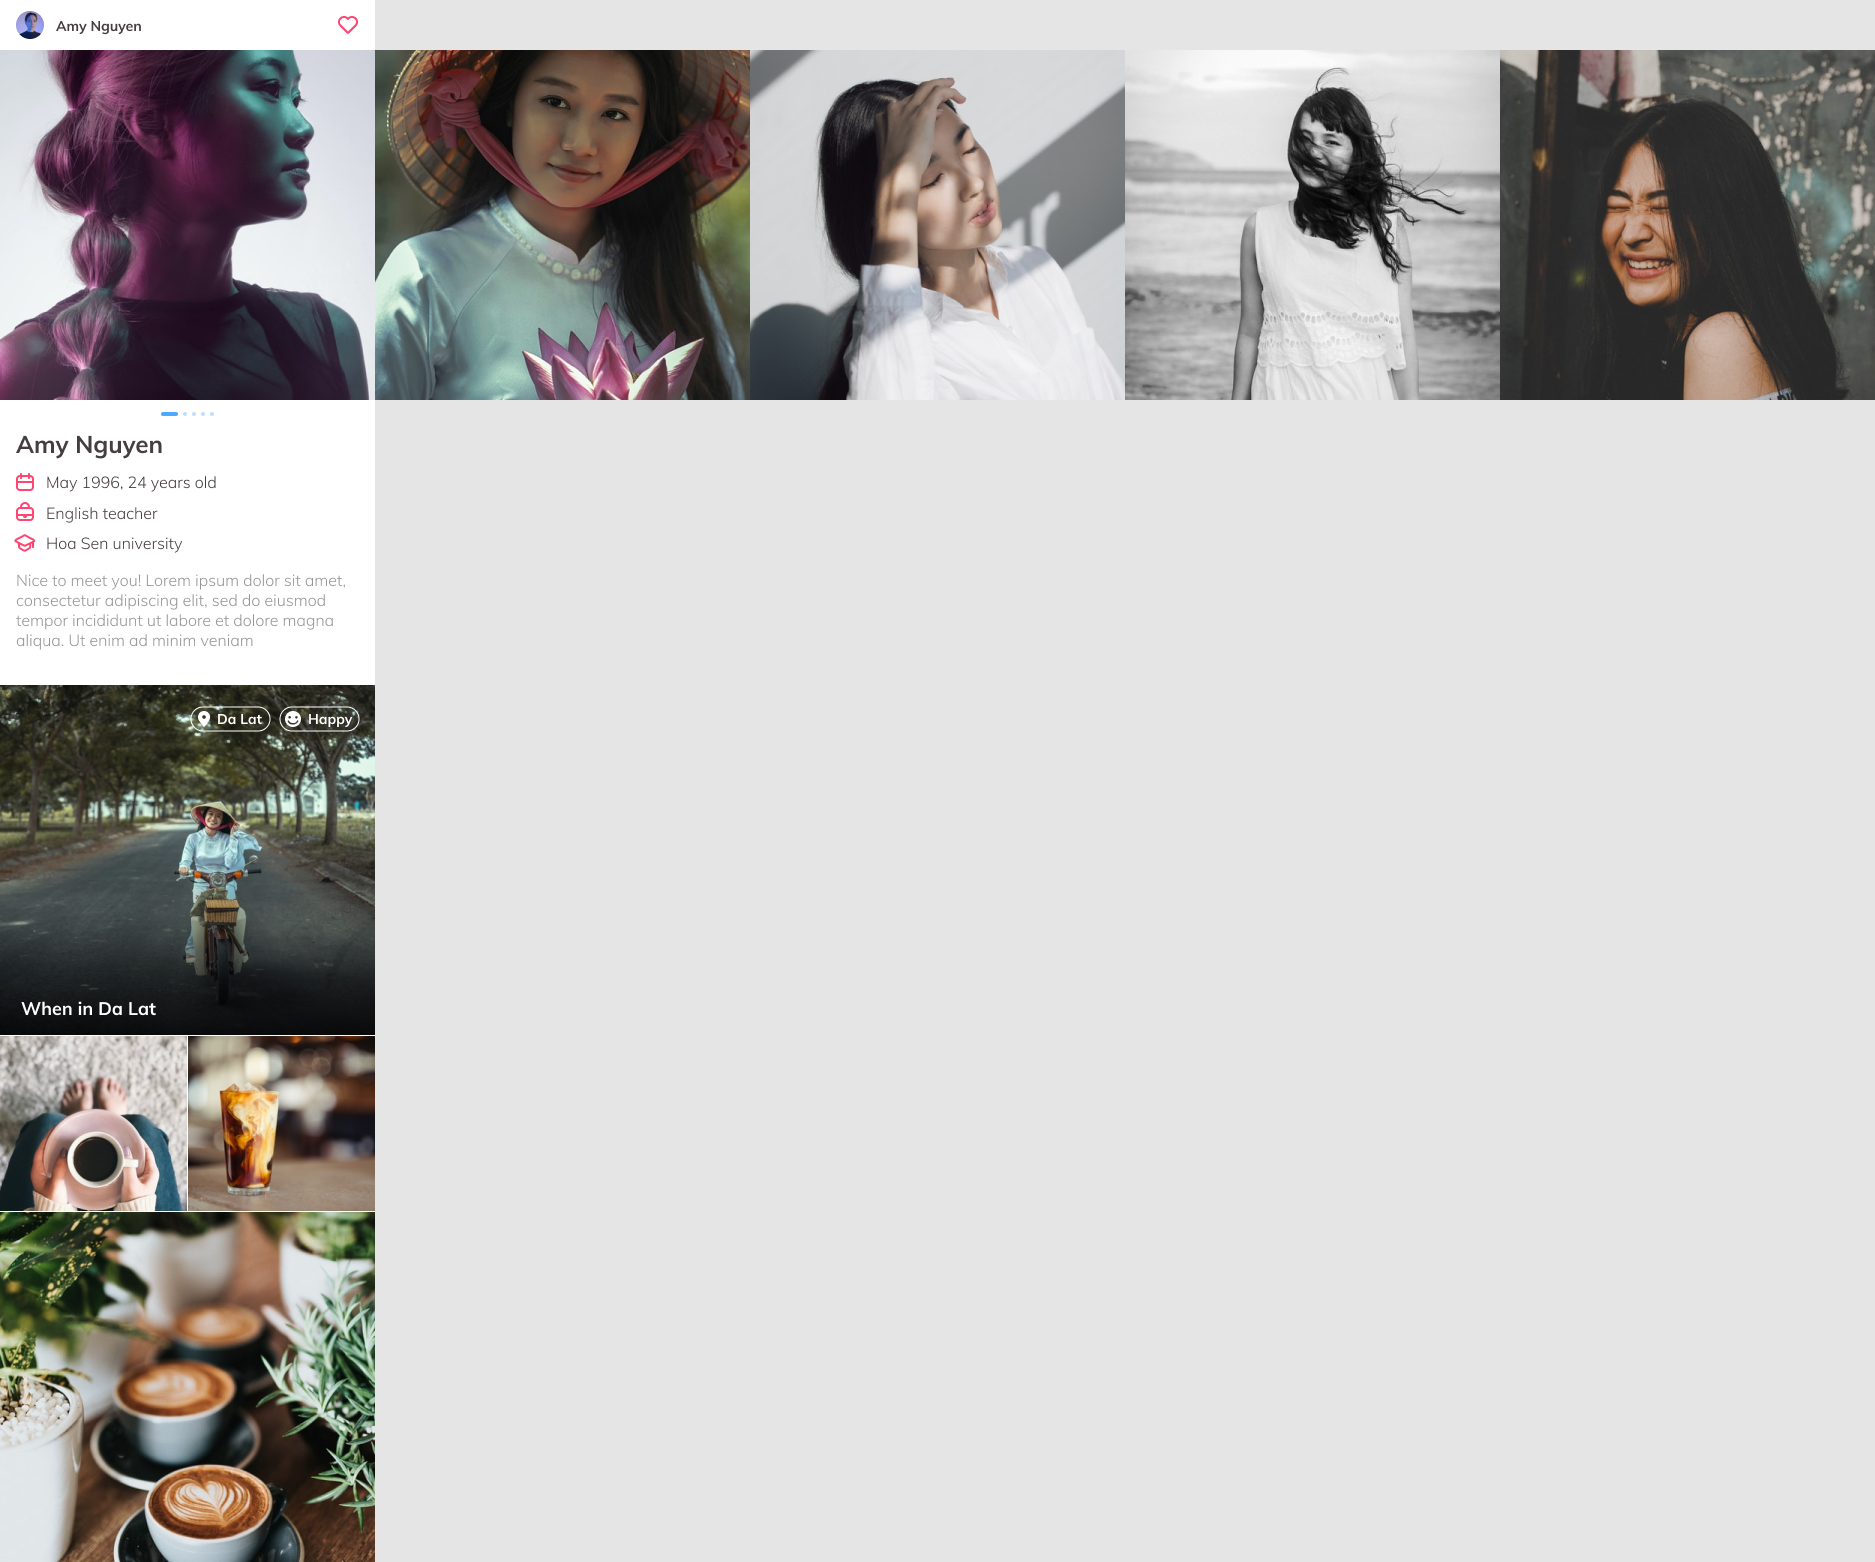 Amy Nguyen
Amy Nguyen
May 1996, 24 years old
English teacher
Hoa Sen university
Nice to meet you! Lorem ipsum dolor sit amet,
consectetur adipiscing elit, sed do eiusmod
tempor incididunt ut labore et dolore magna
aliqua. Ut enim ad minim veniam
Da Lat Happy
When in Da Lat